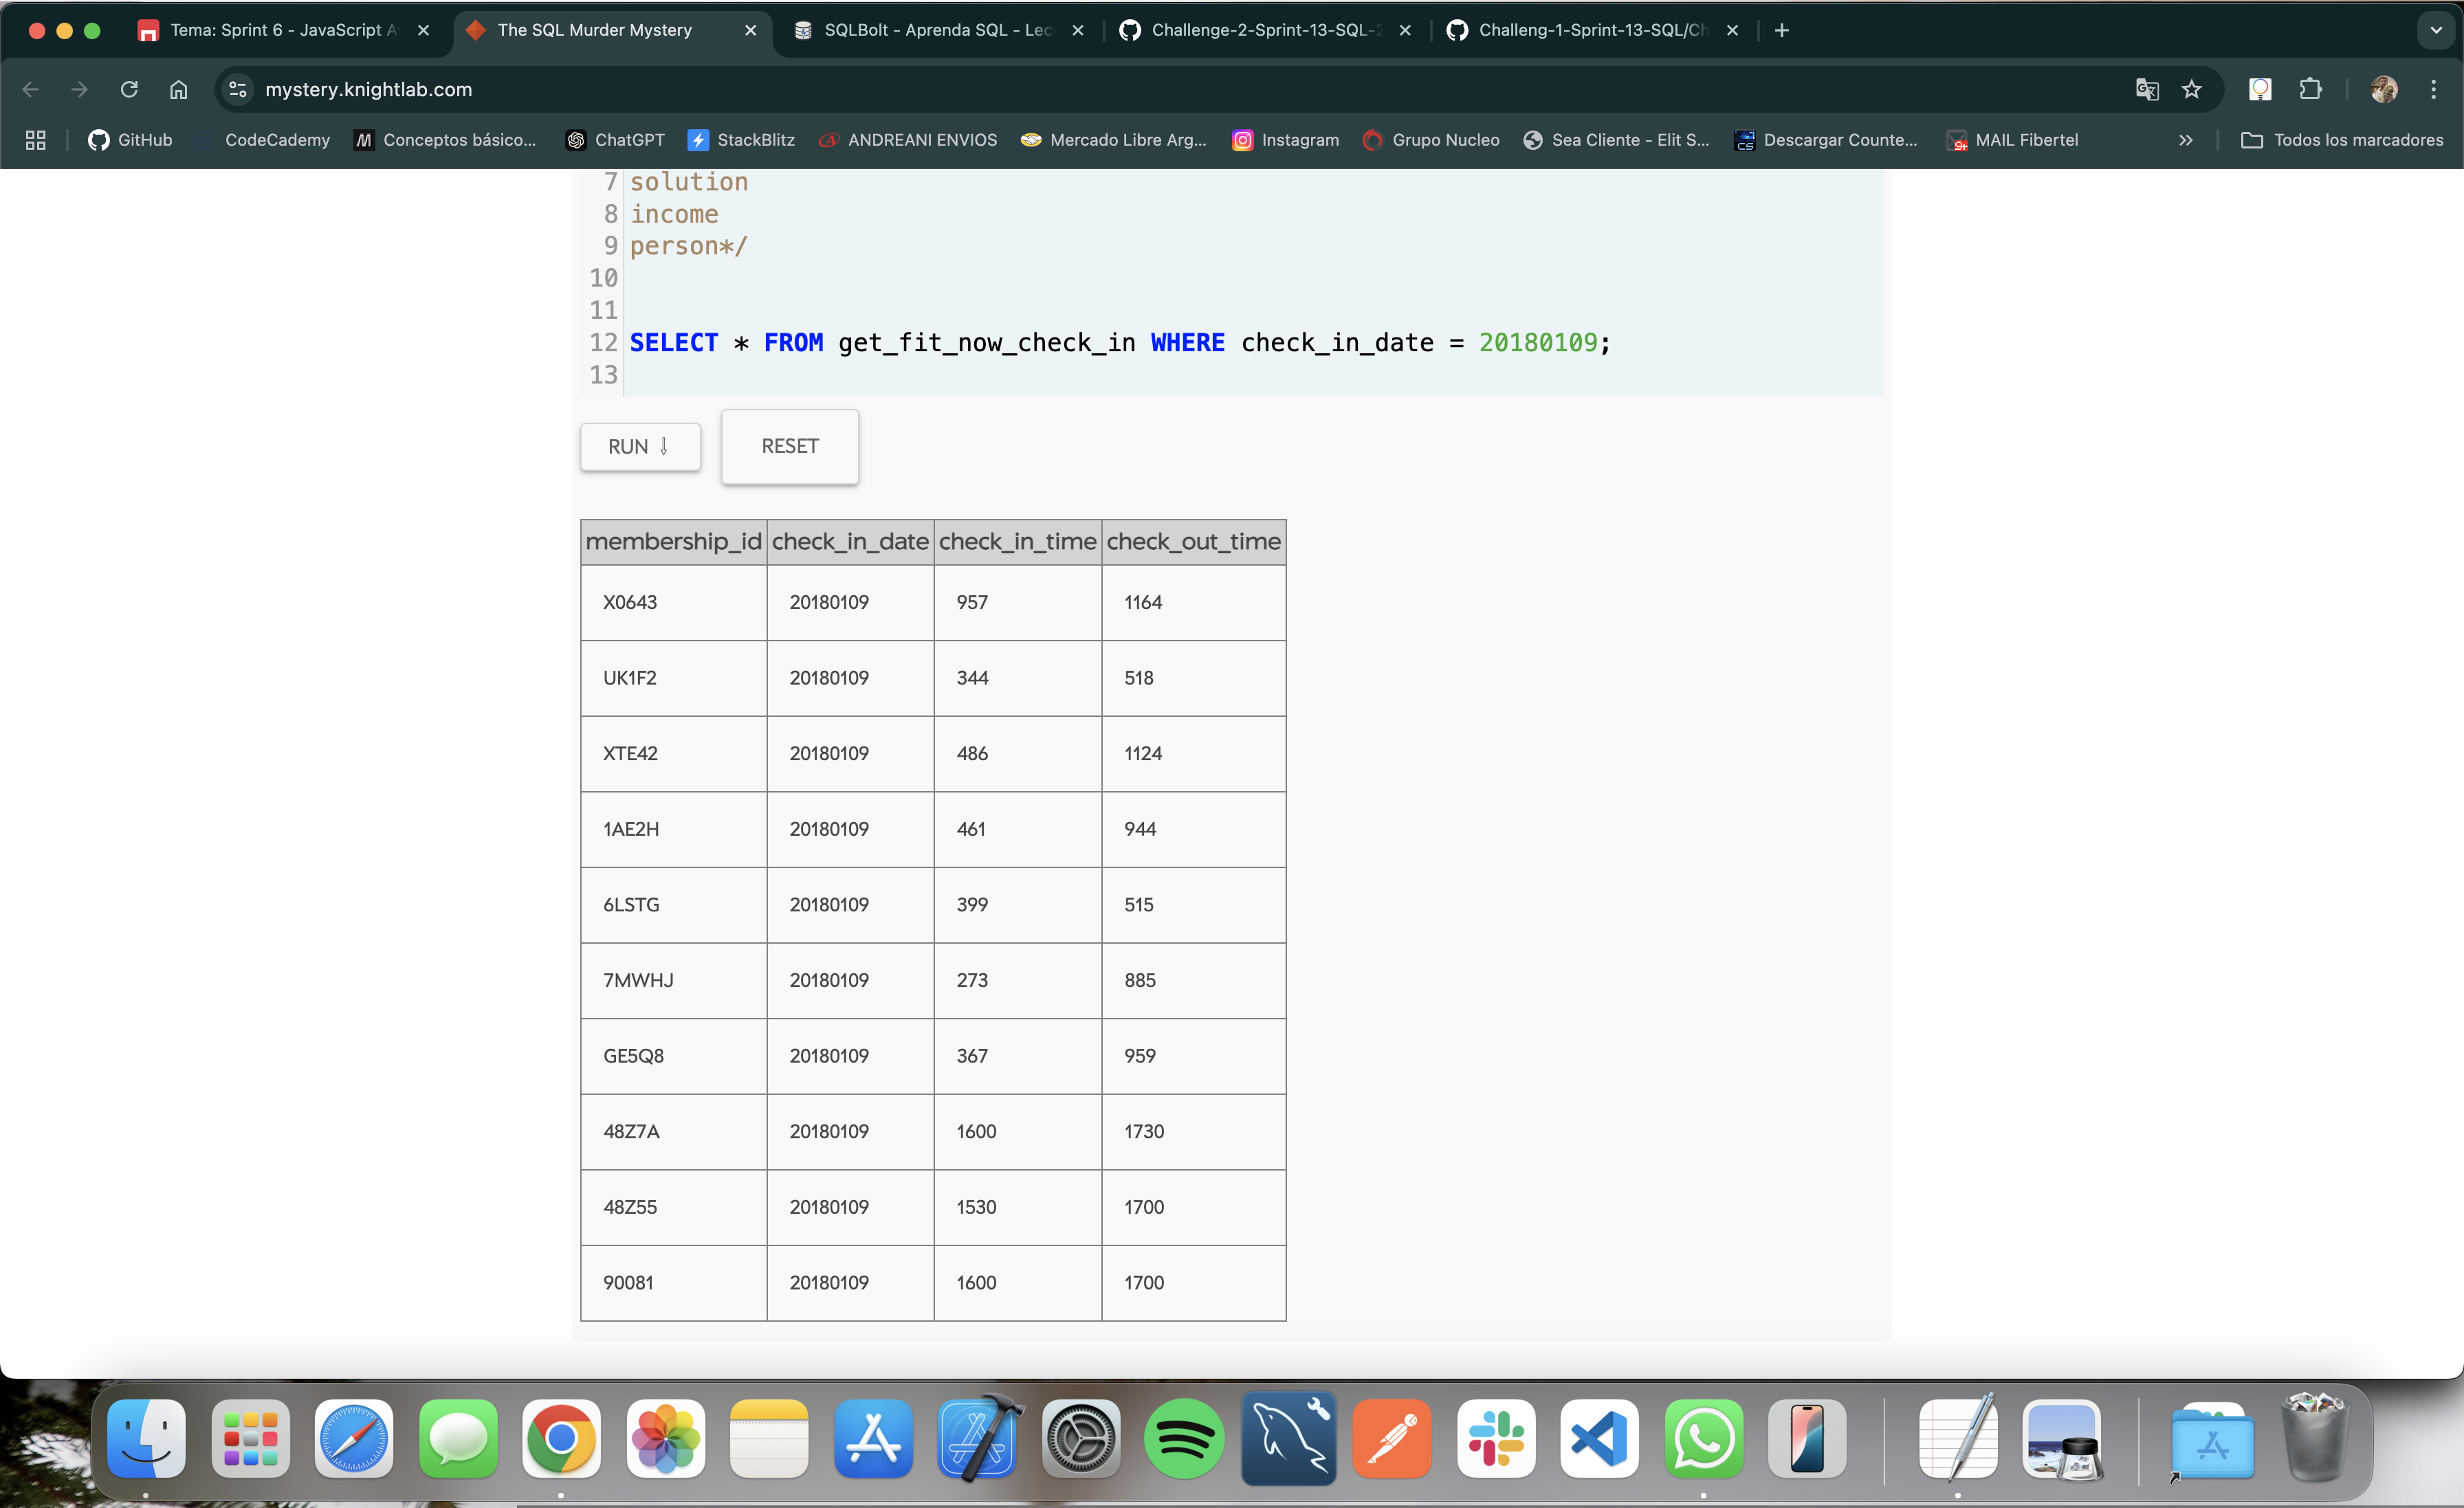 Tema: Sprint 6 - JavaScript A
The SQL Murder Mystery
SQLBolt - Aprenda SQL - Lec
Challenge-2-Sprint-13-SQL-2
Challeng-1-Sprint-13-SQL/Ch
mystery.knightlab.com
GitHub
CodeCademy
Conceptos básico...
ChatGPT
StackBlitz
ANDREANI ENVIOS
Mercado Libre Arg...
Instagram
Grupo Nucleo
Sea Cliente - Elit S...
Descargar Counte...
MAIL Fibertel
Todos los marcadores
7 solution
8 income
9 person*/
10
11
12 SELECT * FROM get_fit_now_check_in WHERE check_in_date = 20180109;
13
RUN ↓
RESET
membership_id check_in_date check_in_time check_out_time
X0643 20180109 957 1164
UK1F2 20180109 344 518
XTE42 20180109 486 1124
1AE2H 20180109 461 944
6LSTG 20180109 399 515
7MWHJ 20180109 273 885
GE5Q8 20180109 367 959
48Z7A 20180109 1600 1730
48Z55 20180109 1530 1700
90081 20180109 1600 1700